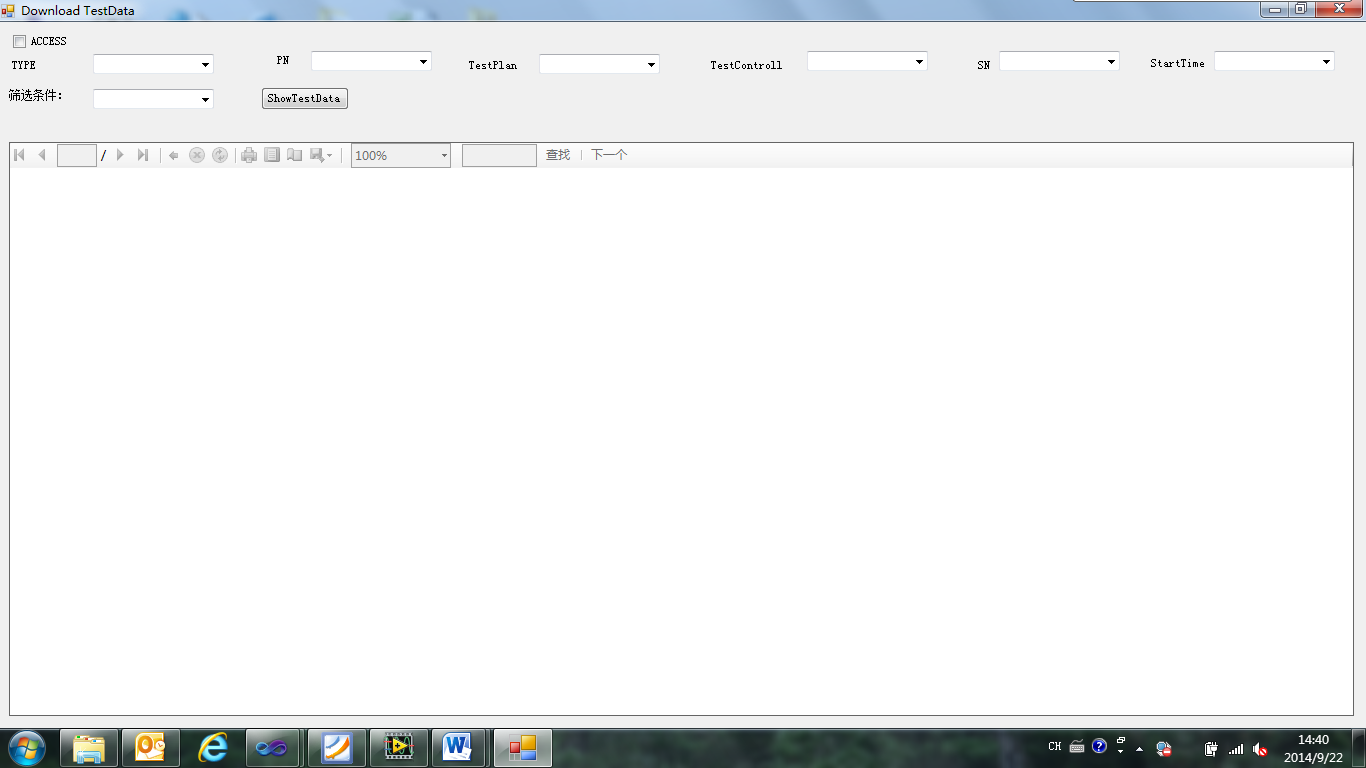 Download TestData
ACCESS
TYPE
PN
TestPlan
TestControll
SN
StartTime
筛选条件:
ShowTestData
/
100%
查找
下一个
CH
14:40
2014/9/22